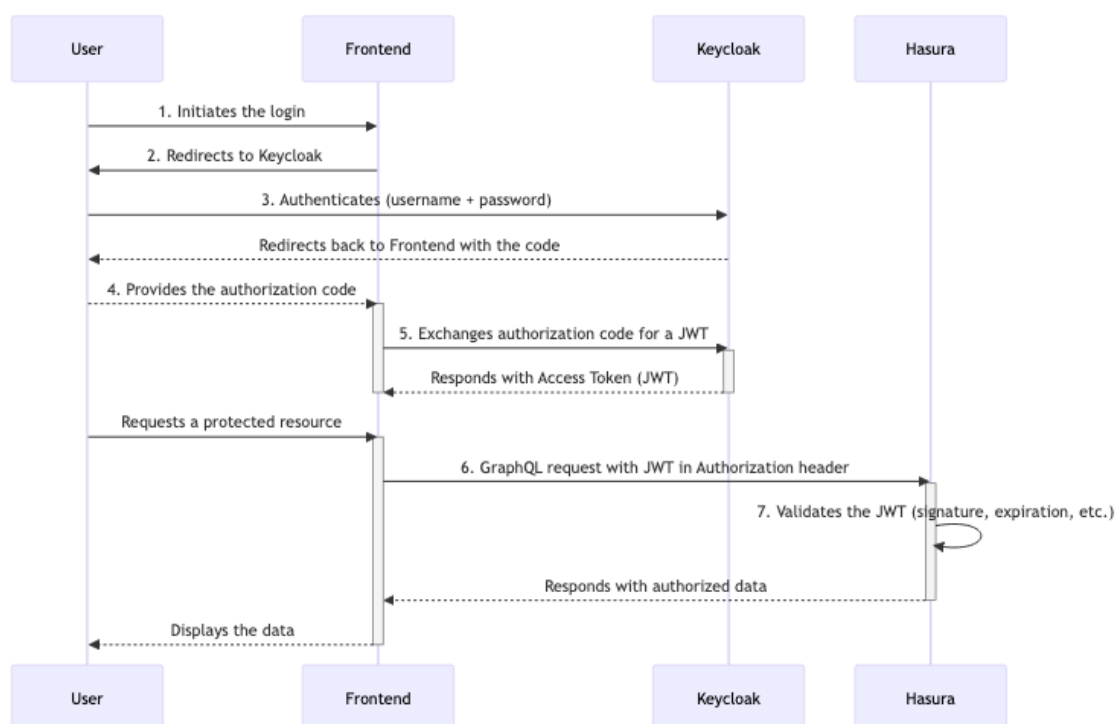 User
Frontend
Keycloak
Hasura
1. Initiates the login
2. Redirects to Keycloak
3. Authenticates (username + password)
Redirects back to Frontend with the code
4. Provides the authorization code
5. Exchanges authorization code for a JWT
Responds with Access Token (JWT)
Requests a protected resource
6. GraphQL request with JWT in Authorization header
7. Validates the JWT (signature, expiration, etc.)
Responds with authorized data
Displays the data
User
Frontend
Keycloak
Hasura